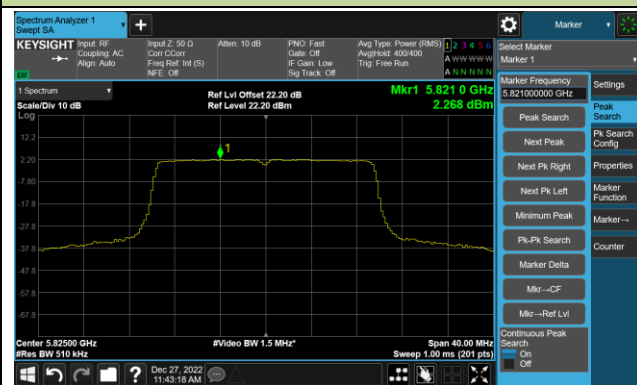 Spectrum Analyzer 1
Swept SA
+
Marker
KEYSIGHT
Input: RF
Coupling: AC
Align: Auto
Input Z: 50 Ω
Corr CCorr
Freq Ref: Int (S)
NFE: Off
Atten: 10 dB
PNO: Fast
Gate: Off
IF Gain: Low
Sig Track: Off
Avg Type: Power (RMS)
Avg|Hold: 400/400
Trig: Free Run
1 2 3 4 5 6
A W W W W W
A N N N N N
Select Marker
Marker 1
LXI
1 Spectrum
Scale/Div 10 dB
Log
Ref Lvl Offset 22.20 dB
Ref Level 22.20 dBm
Mkr1 5.821 0 GHz
2.268 dBm
12.2
2.20
-7.80
-17.8
-27.8
-37.8
-47.8
-57.8
-67.8
1
Center 5.82500 GHz
#Res BW 510 kHz
#Video BW 1.5 MHz*
Span 40.00 MHz
Sweep 1.00 ms (201 pts)
Marker Frequency
5.821000000 GHz
Peak Search
Next Peak
Next Pk Right
Next Pk Left
Minimum Peak
Pk-Pk Search
Marker Delta
Mkr→CF
Mkr→Ref Lvl
Continuous Peak
Search
On
Off
Settings
Peak
Search
Pk Search
Config
Properties
Marker
Function
Marker→
Counter
?
Dec 27, 2022
11:43:18 AM